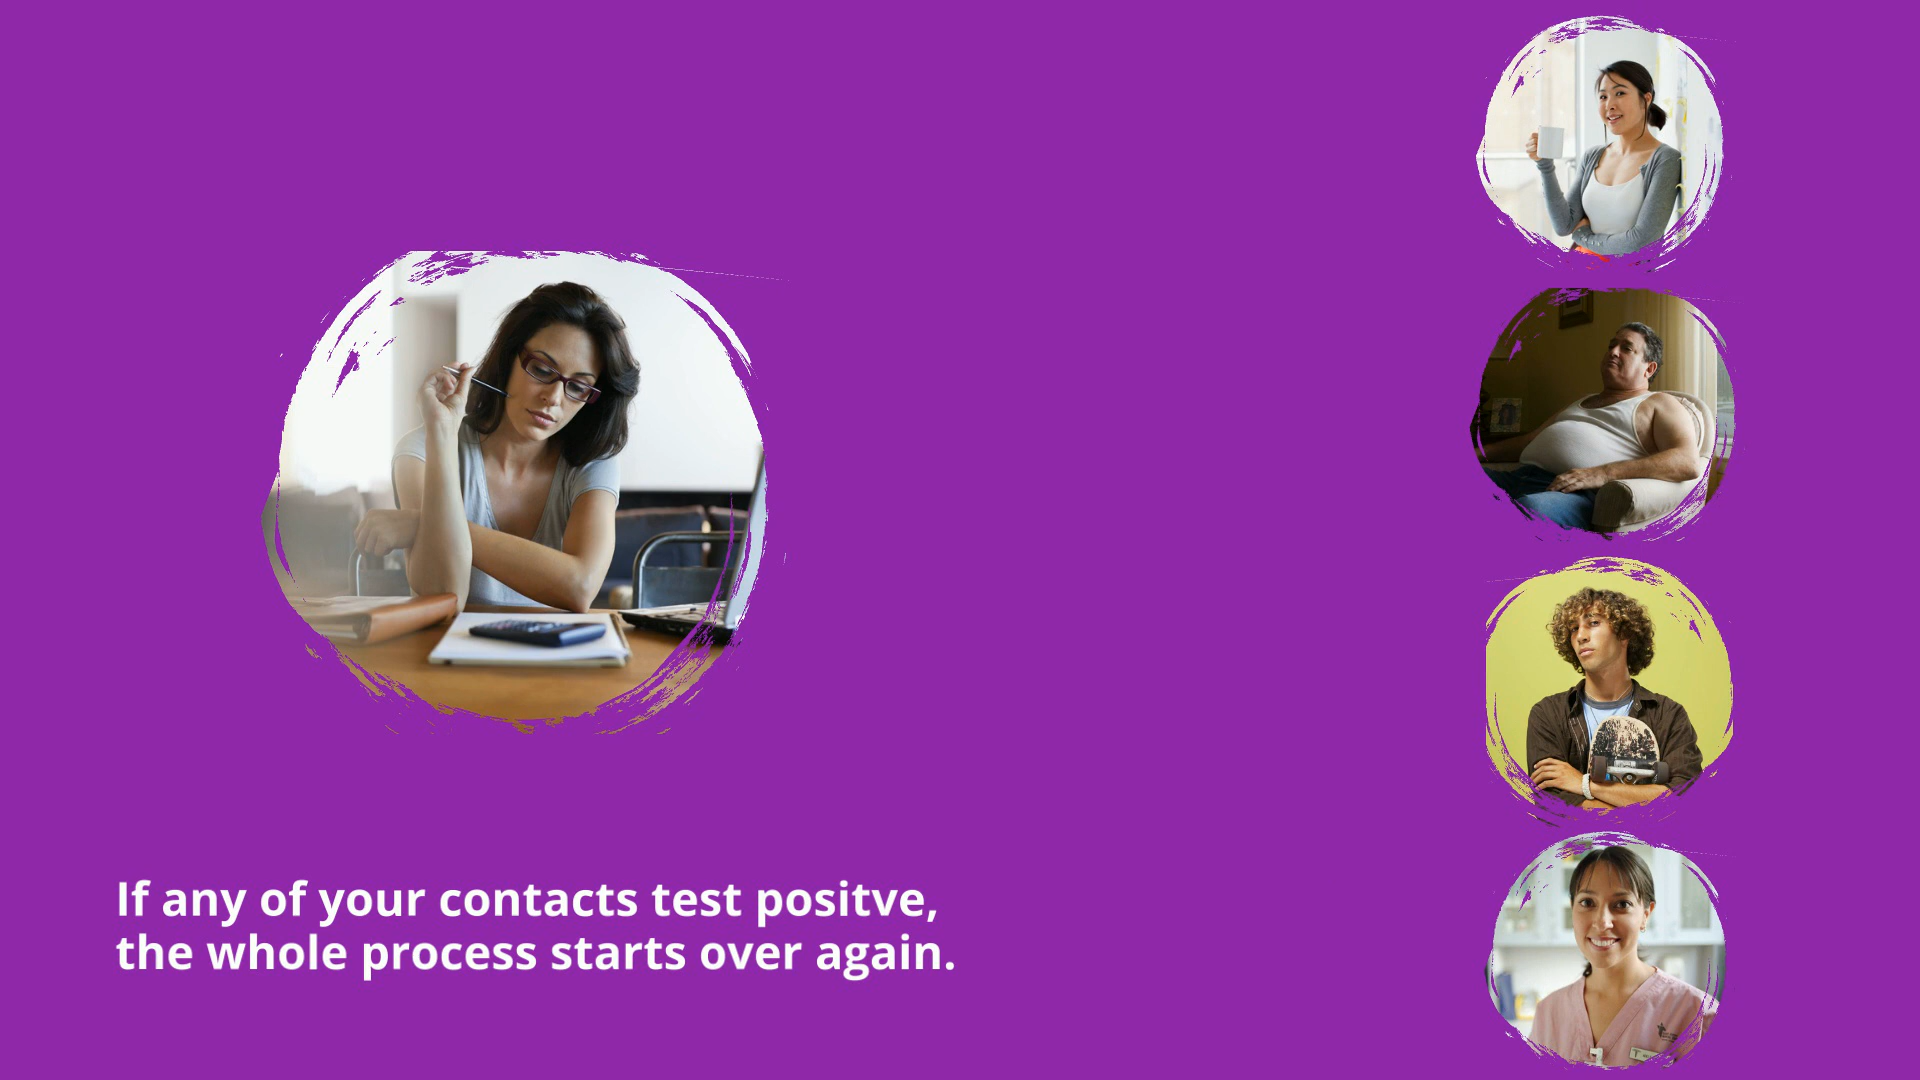 If any of your contacts test positve,
the whole process starts over again.